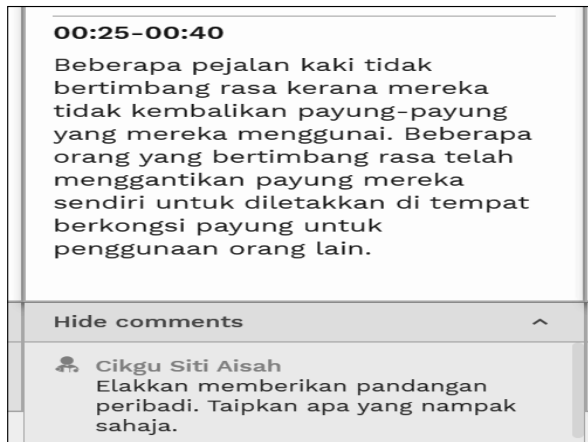 00:25-00:40
Beberapa pejalan kaki tidak
bertimbang rasa kerana mereka
tidak kembalikan payung-payung
yang mereka menggunai. Beberapa
orang yang bertimbang rasa telah
menggantikan payung mereka
sendiri untuk diletakkan di tempat
berkongsi payung untuk
penggunaan orang lain.
Hide comments
Cikgu Siti Aisah
Elakkan memberikan pandangan
peribadi. Taipkan apa yang nampak
sahaja.